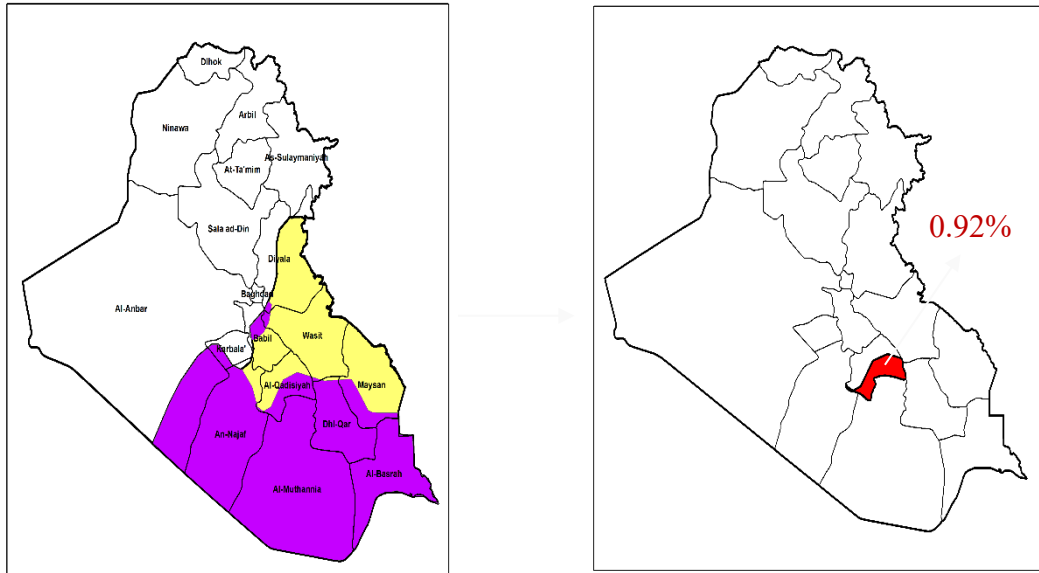 Dihok
Arbil
Ninawa
As-Sulaymaniyah
At-Ta'mim
Sala ad-Din
Diyala
Baghdad
Al-Anbar
Wasit
Babil
Karbala'
Al-Qadisiyah
Maysan
Dhi-Qar
An-Najaf
Al-Basrah
Al-Muthannia
0.92%